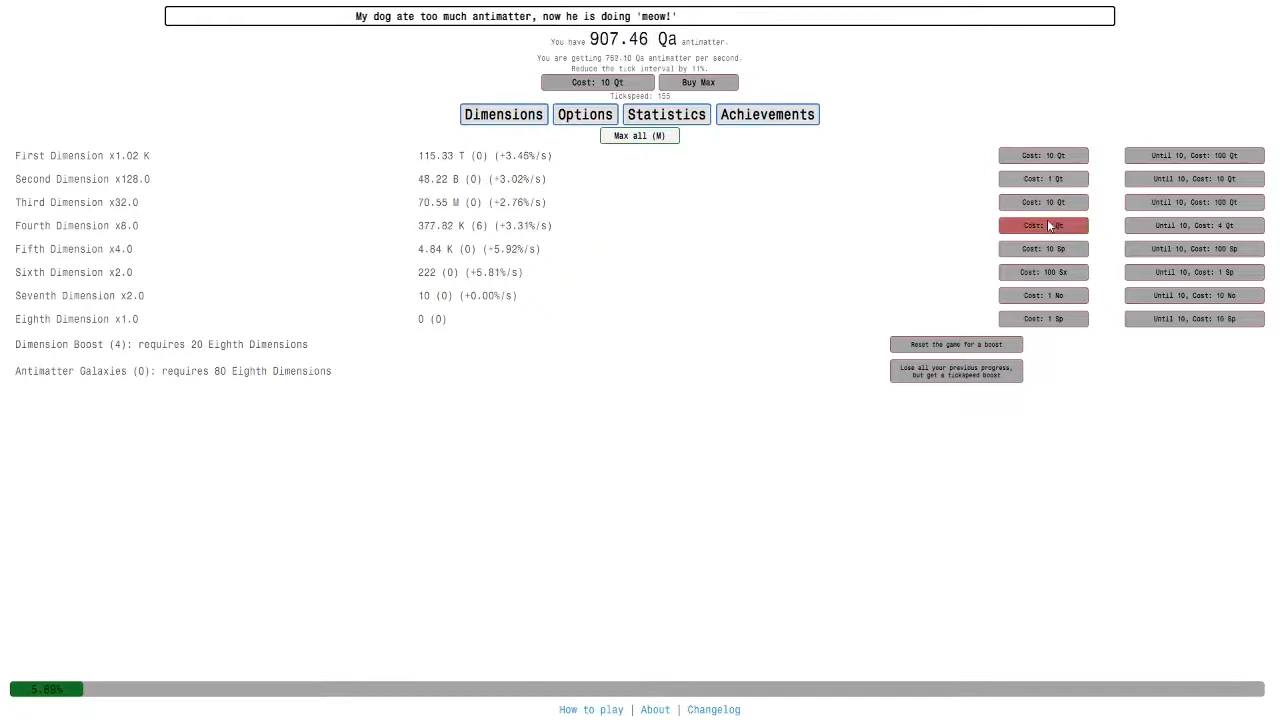 My dog ate too much antimatter, now he is doing 'meow!'
You have 907.46 Qa antimatter.
You are getting 762.10 Qa antimatter per second.
Reduce the tick interval by 11%.
Cost: 10 Qt Buy Max
Tickspeed: 155
Dimensions Options Statistics Achievements
Max all (M)
First Dimension x1.02 K 115.33 T (0) (+3.45%/s) Cost: 10 Qt Until 10, Cost: 100 Qt
Second Dimension x128.0 48.22 B (0) (+3.02%/s) Cost: 1 Qt Until 10, Cost: 10 Qt
Third Dimension x32.0 70.55 M (0) (+2.76%/s) Cost: 10 Qt Until 10, Cost: 100 Qt
Fourth Dimension x8.0 377.82 K (6) (+3.31%/s) Cost: Qt Until 10, Cost: 4 Qt
Fifth Dimension x4.0 4.84 K (0) (+5.92%/s) Cost: 10 Sp Until 10, Cost: 100 Sp
Sixth Dimension x2.0 222 (0) (+5.81%/s) Cost: 100 Sx Until 10, Cost: 1 Sp
Seventh Dimension x2.0 10 (0) (+0.00%/s) Cost: 1 No Until 10, Cost: 10 No
Eighth Dimension x1.0 0 (0) Cost: 1 Sp Until 10, Cost: 10 Sp
Dimension Boost (4): requires 20 Eighth Dimensions Reset the game for a boost
Antimatter Galaxies (0): requires 80 Eighth Dimensions Lose all your previous progress,
but get a tickspeed boost
5.89%
How to play | About | Changelog